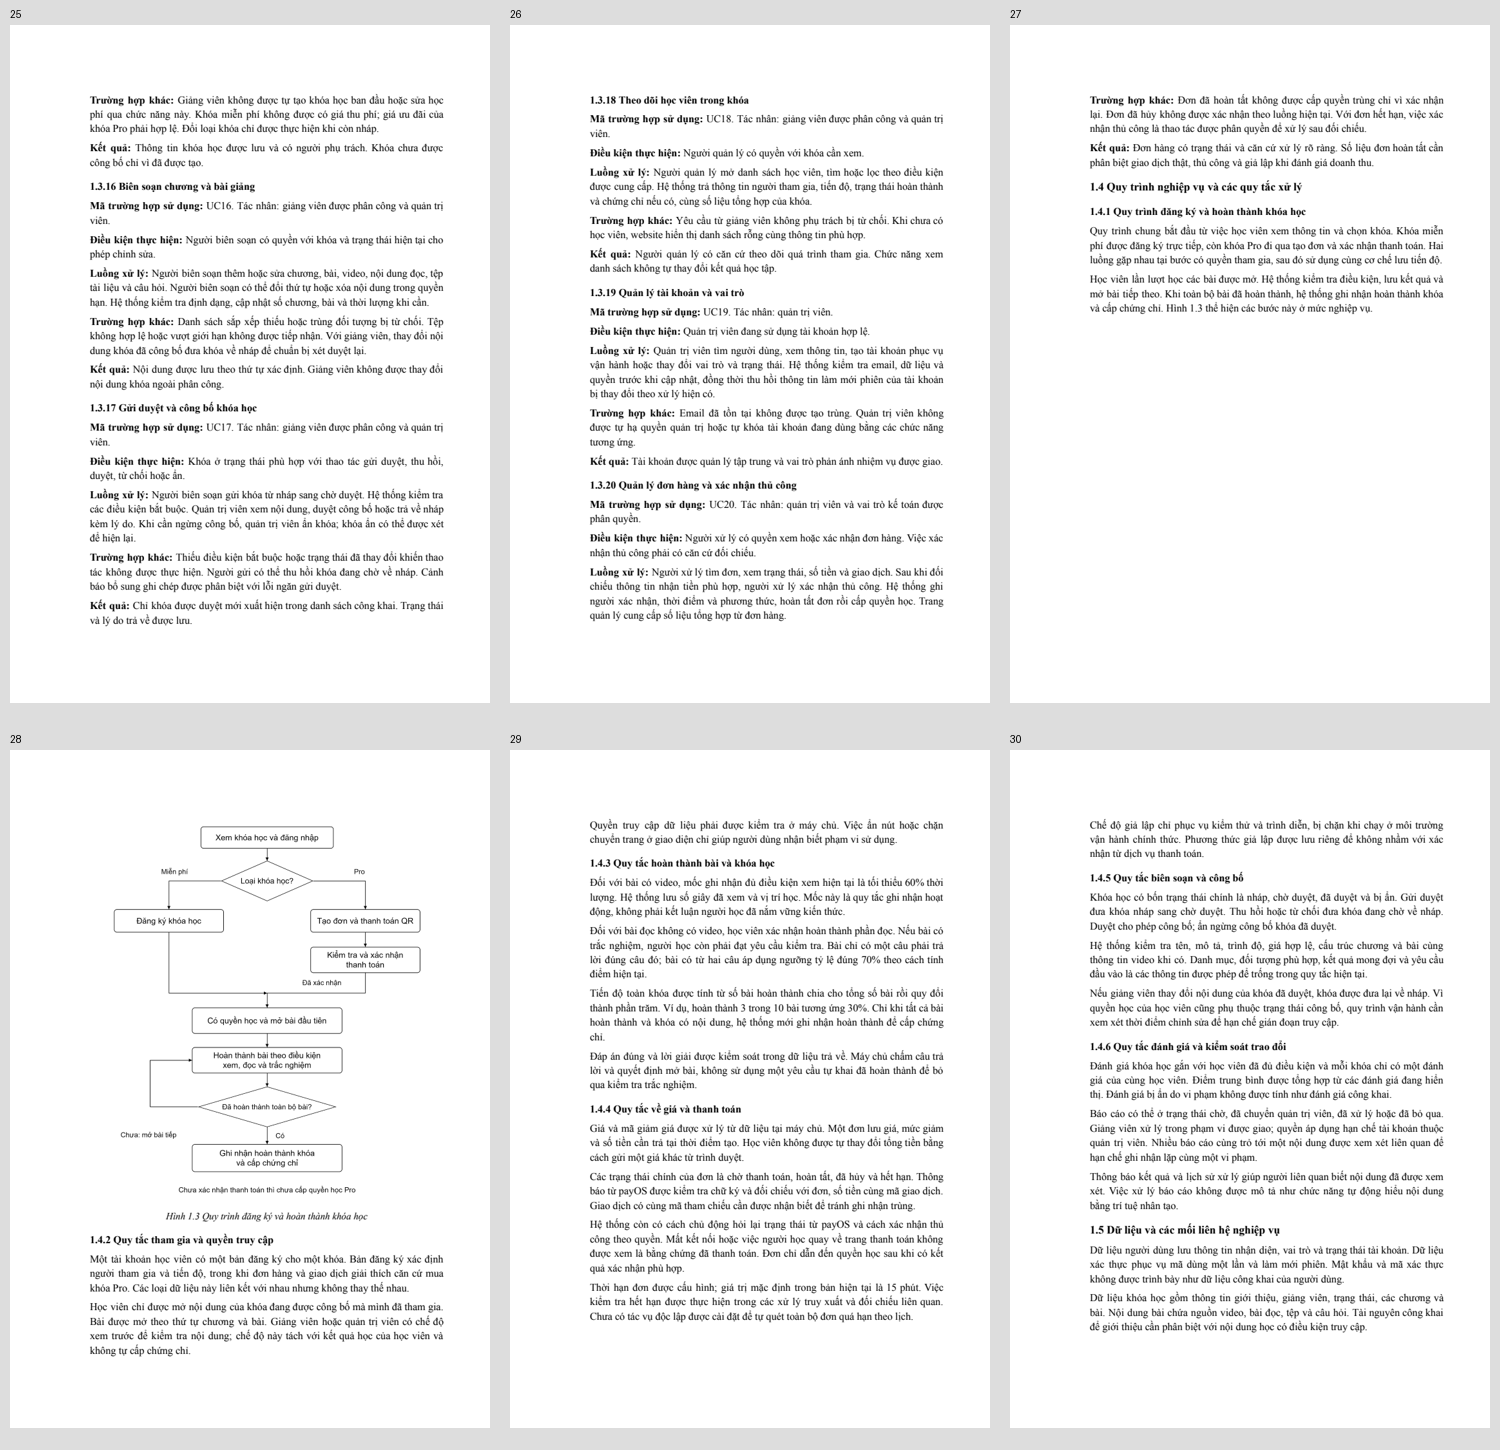 25
Trường hợp khác: Giảng viên không được tự tạo khóa học ban đầu hoặc sửa học
phí qua chức năng này. Khóa miễn phí không được có giá thu phí; giá ưu đãi của
khóa Pro phải hợp lệ. Đổi loại khóa chỉ được thực hiện khi còn nháp.
Kết quả: Thông tin khóa học được lưu và có người phụ trách. Khóa chưa được
công bố chỉ vì đã được tạo.
1.3.16 Biên soạn chương và bài giảng
Mã trường hợp sử dụng: UC16. Tác nhân: giảng viên được phân công và quản trị
viên.
Điều kiện thực hiện: Người biên soạn có quyền với khóa và trạng thái hiện tại cho
phép chỉnh sửa.
Luồng xử lý: Người biên soạn thêm hoặc sửa chương, bài, video, nội dung đọc, tệp
tài liệu và câu hỏi. Người biên soạn có thể đổi thứ tự hoặc xóa nội dung trong quyền
hạn. Hệ thống kiểm tra định dạng, cập nhật số chương, bài và thời lượng khi cần.
Trường hợp khác: Danh sách sắp xếp thiếu hoặc trùng đối tượng bị từ chối. Tệp
không hợp lệ hoặc vượt giới hạn không được tiếp nhận. Với giảng viên, thay đổi nội
dung khóa đã công bố đưa khóa về nháp để chuẩn bị xét duyệt lại.
Kết quả: Nội dung được lưu theo thứ tự xác định. Giảng viên không được thay đổi
nội dung khóa ngoài phân công.
1.3.17 Gửi duyệt và công bố khóa học
Mã trường hợp sử dụng: UC17. Tác nhân: giảng viên được phân công và quản trị
viên.
Điều kiện thực hiện: Khóa ở trạng thái phù hợp với thao tác gửi duyệt, thu hồi,
duyệt, từ chối hoặc ẩn.
Luồng xử lý: Người biên soạn gửi khóa từ nháp sang chờ duyệt. Hệ thống kiểm tra
các điều kiện bắt buộc. Quản trị viên xem nội dung, duyệt công bố hoặc trả về nháp
kèm lý do. Khi cần ngừng công bố, quản trị viên ẩn khóa; khóa ẩn có thể được xét
để hiện lại.
Trường hợp khác: Thiếu điều kiện bắt buộc hoặc trạng thái đã thay đổi khiến thao
tác không được thực hiện. Người gửi có thể thu hồi khóa đang chờ về nháp. Cảnh
báo bổ sung ghi chép được phân biệt với lỗi ngăn gửi duyệt.
Kết quả: Chỉ khóa được duyệt mới xuất hiện trong danh sách công khai. Trạng thái
và lý do trả về được lưu.
26
1.3.18 Theo dõi học viên trong khóa
Mã trường hợp sử dụng: UC18. Tác nhân: giảng viên được phân công và quản trị
viên.
Điều kiện thực hiện: Người quản lý có quyền với khóa cần xem.
Luồng xử lý: Người quản lý mở danh sách học viên, tìm hoặc lọc theo điều kiện
được cung cấp. Hệ thống trả thông tin người tham gia, tiến độ, trạng thái hoàn thành
và chứng chỉ nếu có, cùng số liệu tổng hợp của khóa.
Trường hợp khác: Yêu cầu từ giảng viên không phụ trách bị từ chối. Khi chưa có
học viên, website hiển thị danh sách rỗng cùng thông tin phù hợp.
Kết quả: Người quản lý có căn cứ theo dõi quá trình tham gia. Chức năng xem
danh sách không tự thay đổi kết quả học tập.
1.3.19 Quản lý tài khoản và vai trò
Mã trường hợp sử dụng: UC19. Tác nhân: quản trị viên.
Điều kiện thực hiện: Quản trị viên đang sử dụng tài khoản hợp lệ.
Luồng xử lý: Quản trị viên tìm người dùng, xem thông tin, tạo tài khoản phục vụ
vận hành hoặc thay đổi vai trò và trạng thái. Hệ thống kiểm tra email, dữ liệu và
quyền trước khi cập nhật, đồng thời thu hồi thông tin làm mới phiên của tài khoản
bị thay đổi theo xử lý hiện có.
Trường hợp khác: Email đã tồn tại không được tạo trùng. Quản trị viên không
được tự hạ quyền quản trị hoặc tự khóa tài khoản đang dùng bằng các chức năng
tương ứng.
Kết quả: Tài khoản được quản lý tập trung và vai trò phản ánh nhiệm vụ được giao.
1.3.20 Quản lý đơn hàng và xác nhận thủ công
Mã trường hợp sử dụng: UC20. Tác nhân: quản trị viên và vai trò kế toán được
phân quyền.
Điều kiện thực hiện: Người xử lý có quyền xem hoặc xác nhận đơn hàng. Việc xác
nhận thủ công phải có căn cứ đối chiếu.
Luồng xử lý: Người xử lý tìm đơn, xem trạng thái, số tiền và giao dịch. Sau khi đối
chiếu thông tin nhận tiền phù hợp, người xử lý xác nhận thủ công. Hệ thống ghi
người xác nhận, thời điểm và phương thức, hoàn tất đơn rồi cấp quyền học. Trang
quản lý cung cấp số liệu tổng hợp từ đơn hàng.
27
Trường hợp khác: Đơn đã hoàn tất không được cấp quyền trùng chỉ vì xác nhận
lại. Đơn đã hủy không được xác nhận theo luồng hiện tại. Với đơn hết hạn, việc xác
nhận thủ công là thao tác được phân quyền để xử lý sau đối chiếu.
Kết quả: Đơn hàng có trạng thái và căn cứ xử lý rõ ràng. Số liệu đơn hoàn tất cần
phân biệt giao dịch thật, thủ công và giả lập khi đánh giá doanh thu.
1.4 Quy trình nghiệp vụ và các quy tắc xử lý
1.4.1 Quy trình đăng ký và hoàn thành khóa học
Quy trình chung bắt đầu từ việc học viên xem thông tin và chọn khóa. Khóa miễn
phí được đăng ký trực tiếp, còn khóa Pro đi qua tạo đơn và xác nhận thanh toán. Hai
luồng gặp nhau tại bước có quyền tham gia, sau đó sử dụng cùng cơ chế lưu tiến độ.
Học viên lần lượt học các bài được mở. Hệ thống kiểm tra điều kiện, lưu kết quả và
mở bài tiếp theo. Khi toàn bộ bài đã hoàn thành, hệ thống ghi nhận hoàn thành khóa
và cấp chứng chỉ. Hình 1.3 thể hiện các bước này ở mức nghiệp vụ.
28
Xem khóa học và đăng nhập
Miễn phí
Loại khóa học?
Pro
Đăng ký khóa học
Tạo đơn và thanh toán QR
Kiểm tra và xác nhận
thanh toán
Đã xác nhận
Có quyền học và mở bài đầu tiên
Hoàn thành bài theo điều kiện
xem, đọc và trắc nghiệm
Đã hoàn thành toàn bộ bài?
Chưa: mở bài tiếp
Có
Ghi nhận hoàn thành khóa
và cấp chứng chỉ
Chưa xác nhận thanh toán thì chưa cấp quyền học Pro
Hình 1.3 Quy trình đăng ký và hoàn thành khóa học
1.4.2 Quy tắc tham gia và quyền truy cập
Một tài khoản học viên có một bản đăng ký cho một khóa. Bản đăng ký xác định
người tham gia và tiến độ, trong khi đơn hàng và giao dịch giải thích căn cứ mua
khóa Pro. Các loại dữ liệu này liên kết với nhau nhưng không thay thế nhau.
Học viên chỉ được mở nội dung của khóa đang được công bố mà mình đã tham gia.
Bài được mở theo thứ tự chương và bài. Giảng viên hoặc quản trị viên có chế độ
xem trước để kiểm tra nội dung; chế độ này tách với kết quả học của học viên và
không tự cấp chứng chỉ.
29
Quyền truy cập dữ liệu phải được kiểm tra ở máy chủ. Việc ẩn nút hoặc chặn
chuyển trang ở giao diện chỉ giúp người dùng nhận biết phạm vi sử dụng.
1.4.3 Quy tắc hoàn thành bài và khóa học
Đối với bài có video, mốc ghi nhận đủ điều kiện xem hiện tại là tối thiểu 60% thời
lượng. Hệ thống lưu số giây đã xem và vị trí học. Mốc này là quy tắc ghi nhận hoạt
động, không phải kết luận người học đã nắm vững kiến thức.
Đối với bài đọc không có video, học viên xác nhận hoàn thành phần đọc. Nếu bài có
trắc nghiệm, người học còn phải đạt yêu cầu kiểm tra. Bài chỉ có một câu phải trả
lời đúng câu đó; bài có từ hai câu áp dụng ngưỡng tỷ lệ đúng 70% theo cách tính
điểm hiện tại.
Tiến độ toàn khóa được tính từ số bài hoàn thành chia cho tổng số bài rồi quy đổi
thành phần trăm. Ví dụ, hoàn thành 3 trong 10 bài tương ứng 30%. Chỉ khi tất cả bài
hoàn thành và khóa có nội dung, hệ thống mới ghi nhận hoàn thành để cấp chứng
chỉ.
Đáp án đúng và lời giải được kiểm soát trong dữ liệu trả về. Máy chủ chấm câu trả
lời và quyết định mở bài, không sử dụng một yêu cầu tự khai đã hoàn thành để bỏ
qua kiểm tra trắc nghiệm.
1.4.4 Quy tắc về giá và thanh toán
Giá và mã giảm giá được xử lý từ dữ liệu tại máy chủ. Một đơn lưu giá, mức giảm
và số tiền cần trả tại thời điểm tạo. Học viên không được tự thay đổi tổng tiền bằng
cách gửi một giá khác từ trình duyệt.
Các trạng thái chính của đơn là chờ thanh toán, hoàn tất, đã hủy và hết hạn. Thông
báo từ payOS được kiểm tra chữ ký và đối chiếu với đơn, số tiền cùng mã giao dịch.
Giao dịch có cùng mã tham chiếu cần được nhận biết để tránh ghi nhận trùng.
Hệ thống còn có cách chủ động hỏi lại trạng thái từ payOS và cách xác nhận thủ
công theo quyền. Mất kết nối hoặc việc người học quay về trang thanh toán không
được xem là bằng chứng đã thanh toán. Đơn chỉ dẫn đến quyền học sau khi có kết
quả xác nhận phù hợp.
Thời hạn đơn được cấu hình; giá trị mặc định trong bản hiện tại là 15 phút. Việc
kiểm tra hết hạn được thực hiện trong các xử lý truy xuất và đối chiếu liên quan.
Chưa có tác vụ độc lập được cài đặt để tự quét toàn bộ đơn quá hạn theo lịch.
30
Chế độ giả lập chỉ phục vụ kiểm thử và trình diễn, bị chặn khi chạy ở môi trường
vận hành chính thức. Phương thức giả lập được lưu riêng để không nhầm với xác
nhận từ dịch vụ thanh toán.
1.4.5 Quy tắc biên soạn và công bố
Khóa học có bốn trạng thái chính là nháp, chờ duyệt, đã duyệt và bị ẩn. Gửi duyệt
đưa khóa nháp sang chờ duyệt. Thu hồi hoặc từ chối đưa khóa đang chờ về nháp.
Duyệt cho phép công bố; ẩn ngừng công bố khóa đã duyệt.
Hệ thống kiểm tra tên, mô tả, trình độ, giá hợp lệ, cấu trúc chương và bài cùng
thông tin video khi có. Danh mục, đối tượng phù hợp, kết quả mong đợi và yêu cầu
đầu vào là các thông tin được phép để trống trong quy tắc hiện tại.
Nếu giảng viên thay đổi nội dung của khóa đã duyệt, khóa được đưa lại về nháp. Vì
quyền học của học viên cũng phụ thuộc trạng thái công bố, quy trình vận hành cần
xem xét thời điểm chỉnh sửa để hạn chế gián đoạn truy cập.
1.4.6 Quy tắc đánh giá và kiểm soát trao đổi
Đánh giá khóa học gắn với học viên đã đủ điều kiện và mỗi khóa chỉ có một đánh
giá của cùng học viên. Điểm trung bình được tổng hợp từ các đánh giá đang hiển
thị. Đánh giá bị ẩn do vi phạm không được tính như đánh giá công khai.
Báo cáo có thể ở trạng thái chờ, đã chuyển quản trị viên, đã xử lý hoặc đã bỏ qua.
Giảng viên xử lý trong phạm vi được giao; quyền áp dụng hạn chế tài khoản thuộc
quản trị viên. Nhiều báo cáo cùng trỏ tới một nội dung được xem xét liên quan để
hạn chế ghi nhận lặp cùng một vi phạm.
Thông báo kết quả và lịch sử xử lý giúp người liên quan biết nội dung đã được xem
xét. Việc xử lý báo cáo không được mô tả như chức năng tự động hiểu nội dung
bằng trí tuệ nhân tạo.
1.5 Dữ liệu và các mối liên hệ nghiệp vụ
Dữ liệu người dùng lưu thông tin nhận diện, vai trò và trạng thái tài khoản. Dữ liệu
xác thực phục vụ mã dùng một lần và làm mới phiên. Mật khẩu và mã xác thực
không được trình bày như dữ liệu công khai của người dùng.
Dữ liệu khóa học gồm thông tin giới thiệu, giảng viên, trạng thái, các chương và
bài. Nội dung bài chứa nguồn video, bài đọc, tệp và câu hỏi. Tài nguyên công khai
để giới thiệu cần phân biệt với nội dung học có điều kiện truy cập.